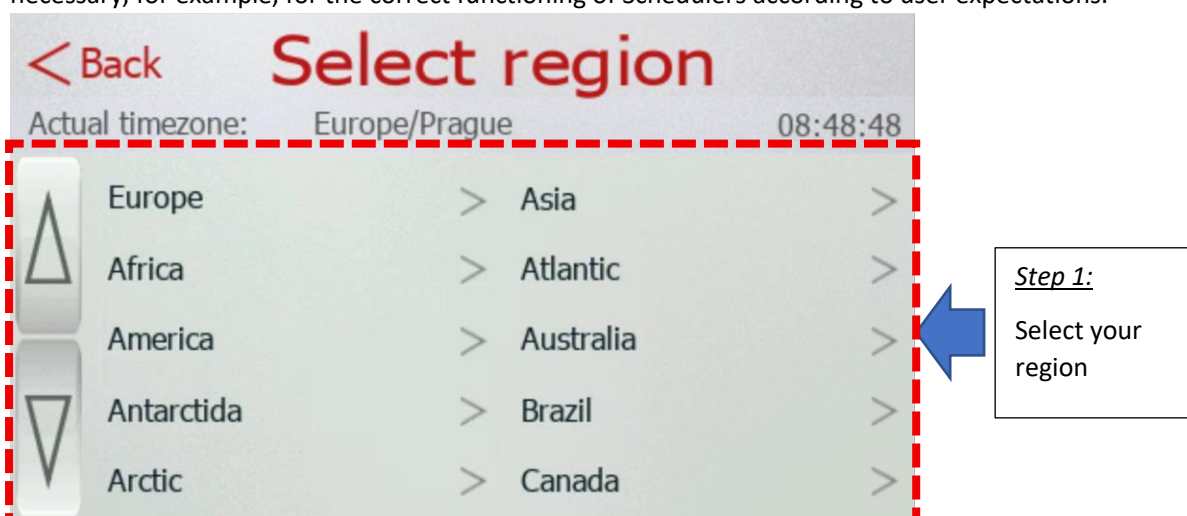 necessary, for example, for the correct functioning of Schedulers according to user expectations.
< Back Select region
Actual timezone: Europe/Prague 08:48:48
Europe > Asia >
Africa > Atlantic >
America > Australia >
Antarctida > Brazil >
Arctic > Canada >
Step 1:
Select your
region